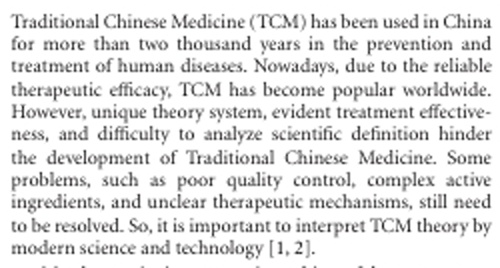 Traditional Chinese Medicine (TCM) has been used in China
for more than two thousand years in the prevention and
treatment of human diseases. Nowadays, due to the reliable
therapeutic efficacy, TCM has become popular worldwide.
However, unique theory system, evident treatment effective-
ness, and difficulty to analyze scientific definition hinder
the development of Traditional Chinese Medicine. Some
problems, such as poor quality control, complex active
ingredients, and unclear therapeutic mechanisms, still need
to be resolved. So, it is important to interpret TCM theory by
modern science and technology [1, 2].